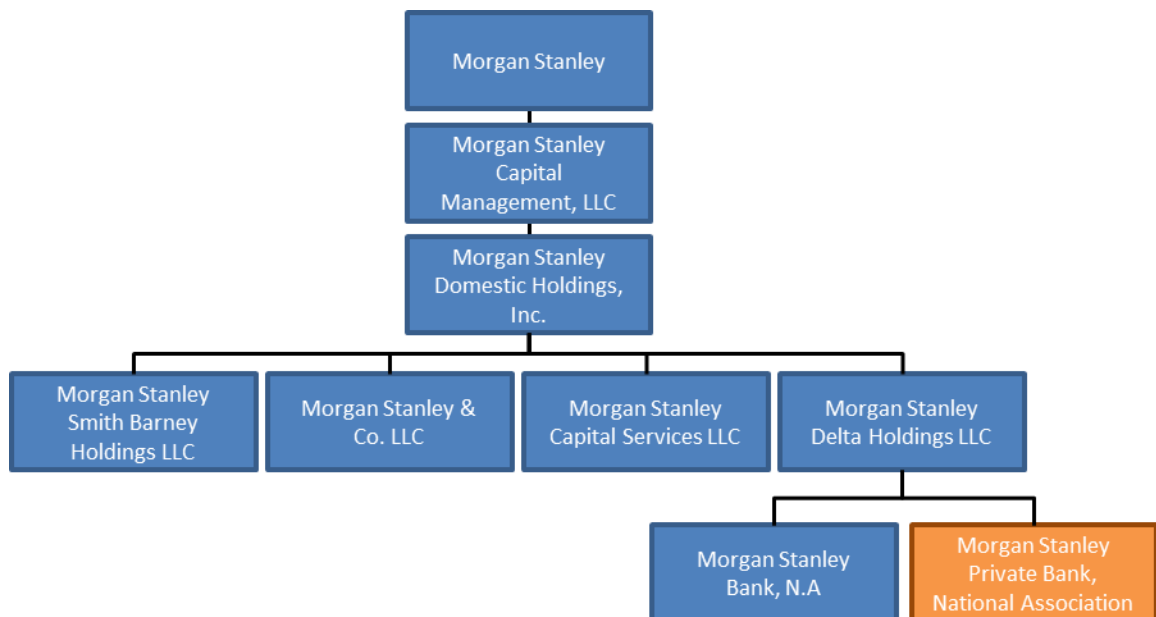 Morgan Stanley
Morgan Stanley
Capital
Management, LLC
Morgan Stanley
Domestic Holdings,
Inc.
Morgan Stanley
Smith Barney
Holdings LLC
Morgan Stanley &
Co. LLC
Morgan Stanley
Capital Services LLC
Morgan Stanley
Delta Holdings LLC
Morgan Stanley
Bank, N.A
Morgan Stanley
Private Bank,
National Association